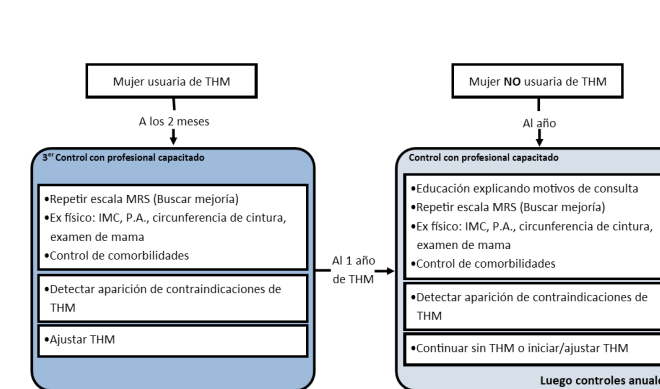 Mujer usuaria de THM
A los 2 meses
3er Control con profesional capacitado
•Repetir escala MRS (Buscar mejoría)
•Ex físico: IMC, P.A., circunferencia de cintura,
examen de mama
•Control de comorbilidades
•Detectar aparición de contraindicaciones de
THM
•Ajustar THM
Al 1 año
de THM
Mujer NO usuaria de THM
Al año
Control con profesional capacitado
•Educación explicando motivos de consulta
•Repetir escala MRS (Buscar mejoría)
•Ex físico: IMC, P.A., circunferencia de cintura,
examen de mama
•Control de comorbilidades
•Detectar aparición de contraindicaciones de
THM
•Continuar sin THM o iniciar/ajustar THM
Luego controles